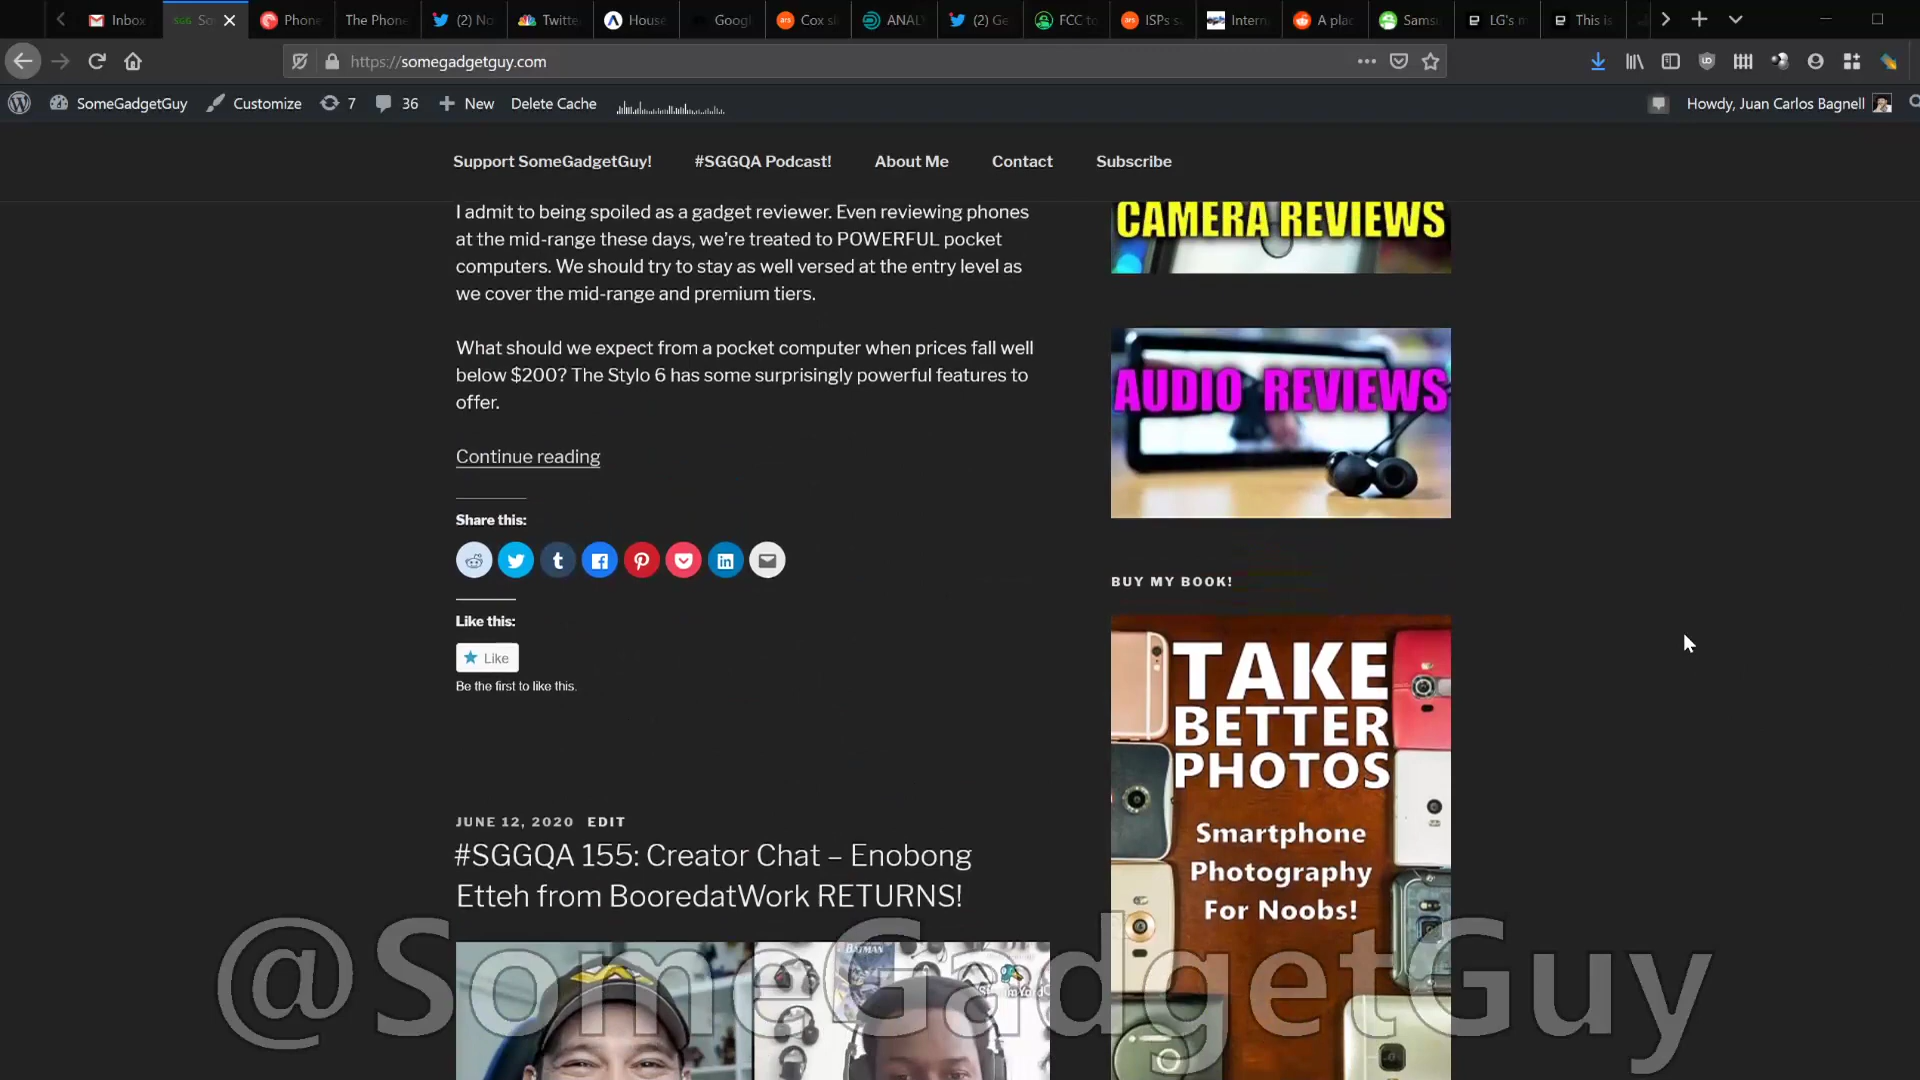 Inbox
So
Phone
The Phone
(2) No
Twitte
House
Googl
Cox sl
ANAL
(2) Ge
FCC to
ISPs s
Intern
A plac
Sams
LG's m
This is
https://somegadgetguy.com
SomeGadgetGuy
Customize
7
36
New
Delete Cache
Howdy, Juan Carlos Bagnell
Support SomeGadgetGuy!
#SGGQA Podcast!
About Me
Contact
Subscribe
I admit to being spoiled as a gadget reviewer. Even reviewing phones
at the mid-range these days, we're treated to POWERFUL pocket
computers. We should try to stay as well versed at the entry level as
we cover the mid-range and premium tiers.
What should we expect from a pocket computer when prices fall well
below $200? The Stylo 6 has some surprisingly powerful features to
offer.
Continue reading
Share this:
Like this:
Like
Be the first to like this.
JUNE 12, 2020 EDIT
#SGGQA 155: Creator Chat – Enobong
Etteh from BooredatWork RETURNS!
BATMAN
CAMERA REVIEWS
AUDIO REVIEWS
BUY MY BOOK!
TAKE
BETTER
PHOTOS
Smartphone
Photography
For Noobs!
@SomeGadgetGuy